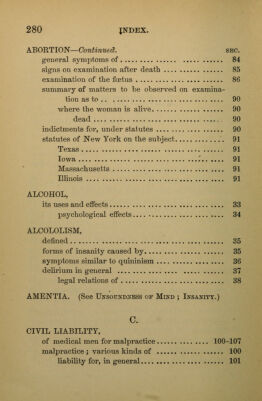 280 INDEX.
ABORTION—Continued. SEC.
general symptoms of .................. 84
signs on examination after death .................. 85
examination of the fœtus .................. 86
summary of matters to be observed on examina-
tion as to .................. 90
where the woman is alive .................. 90
dead .................. 90
indictments for, under statutes .................. 90
statutes of New York on the subject .................. 91
Texas .................. 91
Iowa .................. 91
Massachusetts .................. 91
Illinois .................. 91
ALCOHOL,
its uses and effects .................. 33
psychological effects .................. 34
ALCOLOLISM,
defined .................. 35
forms of insanity caused by .................. 35
symptoms similar to quininism .................. 36
delirium in general .................. 37
legal relations of .................. 38
AMENTIA. (See UNSOUNDNESS OF MIND ; INSANITY.)
C.
CIVIL LIABILITY,
of medical men for malpractice .................. 100-107
malpractice ; various kinds of .................. 100
liability for, in general .................. 101